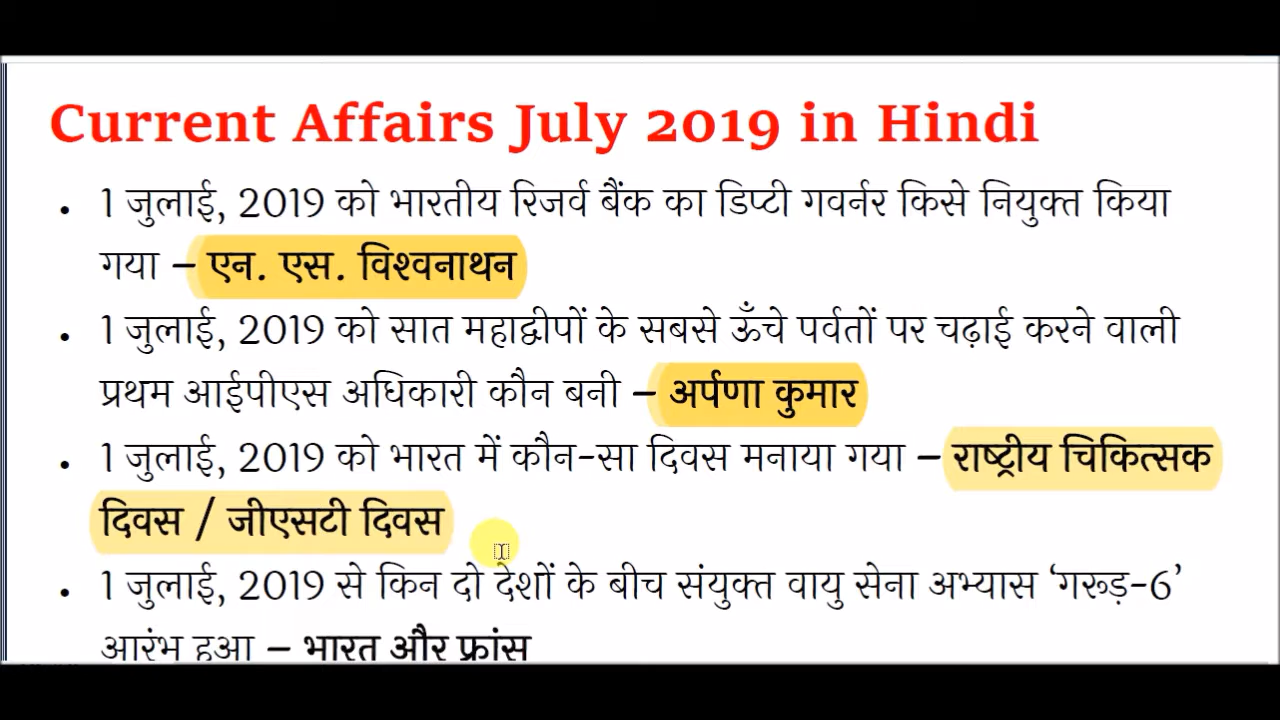 Current Affairs July 2019 in Hindi
• 1 जुलाई, 2019 को भारतीय रिजर्व बैंक का डिप्टी गवर्नर किसे नियुक्त किया
गया – एन. एस. विश्वनाथन
• 1 जुलाई, 2019 को सात महाद्वीपों के सबसे ऊँचे पर्वतों पर चढ़ाई करने वाली
प्रथम आईपीएस अधिकारी कौन बनी – अर्पणा कुमार
• 1 जुलाई, 2019 को भारत में कौन-सा दिवस मनाया गया – राष्ट्रीय चिकित्सक
दिवस / जीएसटी दिवस
• 1 जुलाई, 2019 से किन दो देशों के बीच संयुक्त वायु सेना अभ्यास ‘गरूड़-6’
आरंभ हुआ – भारत और फ्रांस